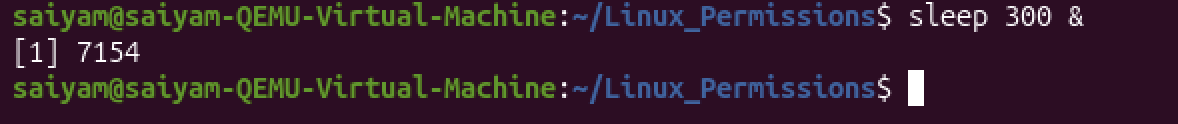 saiyam@saiyam-QEMU-Virtual-Machine:~/Linux_Permissions$ sleep 300 &
[1] 7154
saiyam@saiyam-QEMU-Virtual-Machine:~/Linux_Permissions$